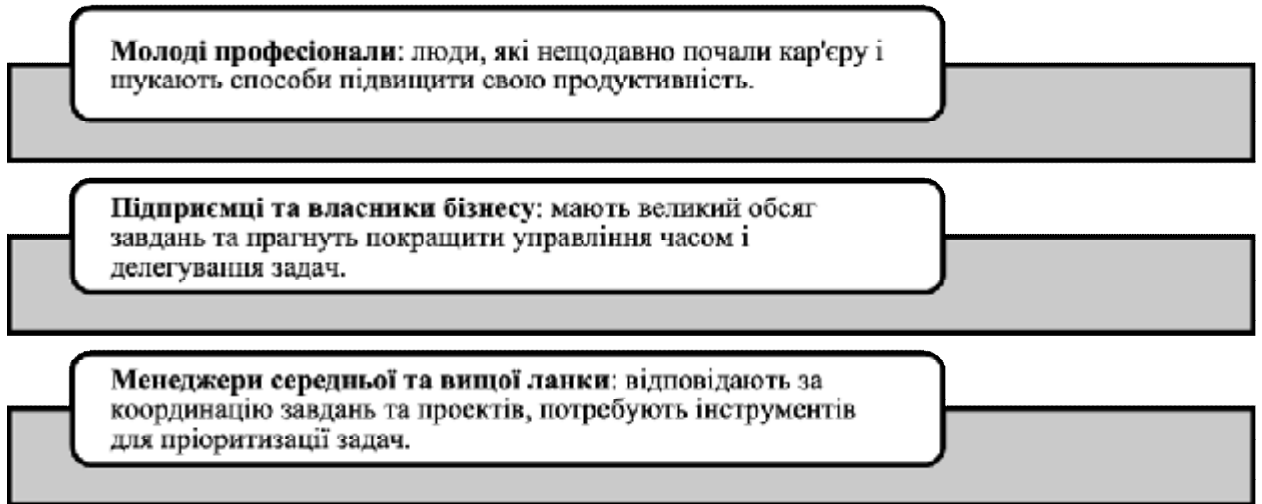 Молоді професіонали: люди, які нещодавно почали кар'єру і
шукають способи підвищити свою продуктивність.
Підприємці та власники бізнесу: мають великий обсяг
завдань та прагнуть покращити управління часом і
делегування задач.
Менеджери середньої та вищої ланки: відповідають за
координацію завдань та проектів, потребують інструментів
для пріоритизації задач.